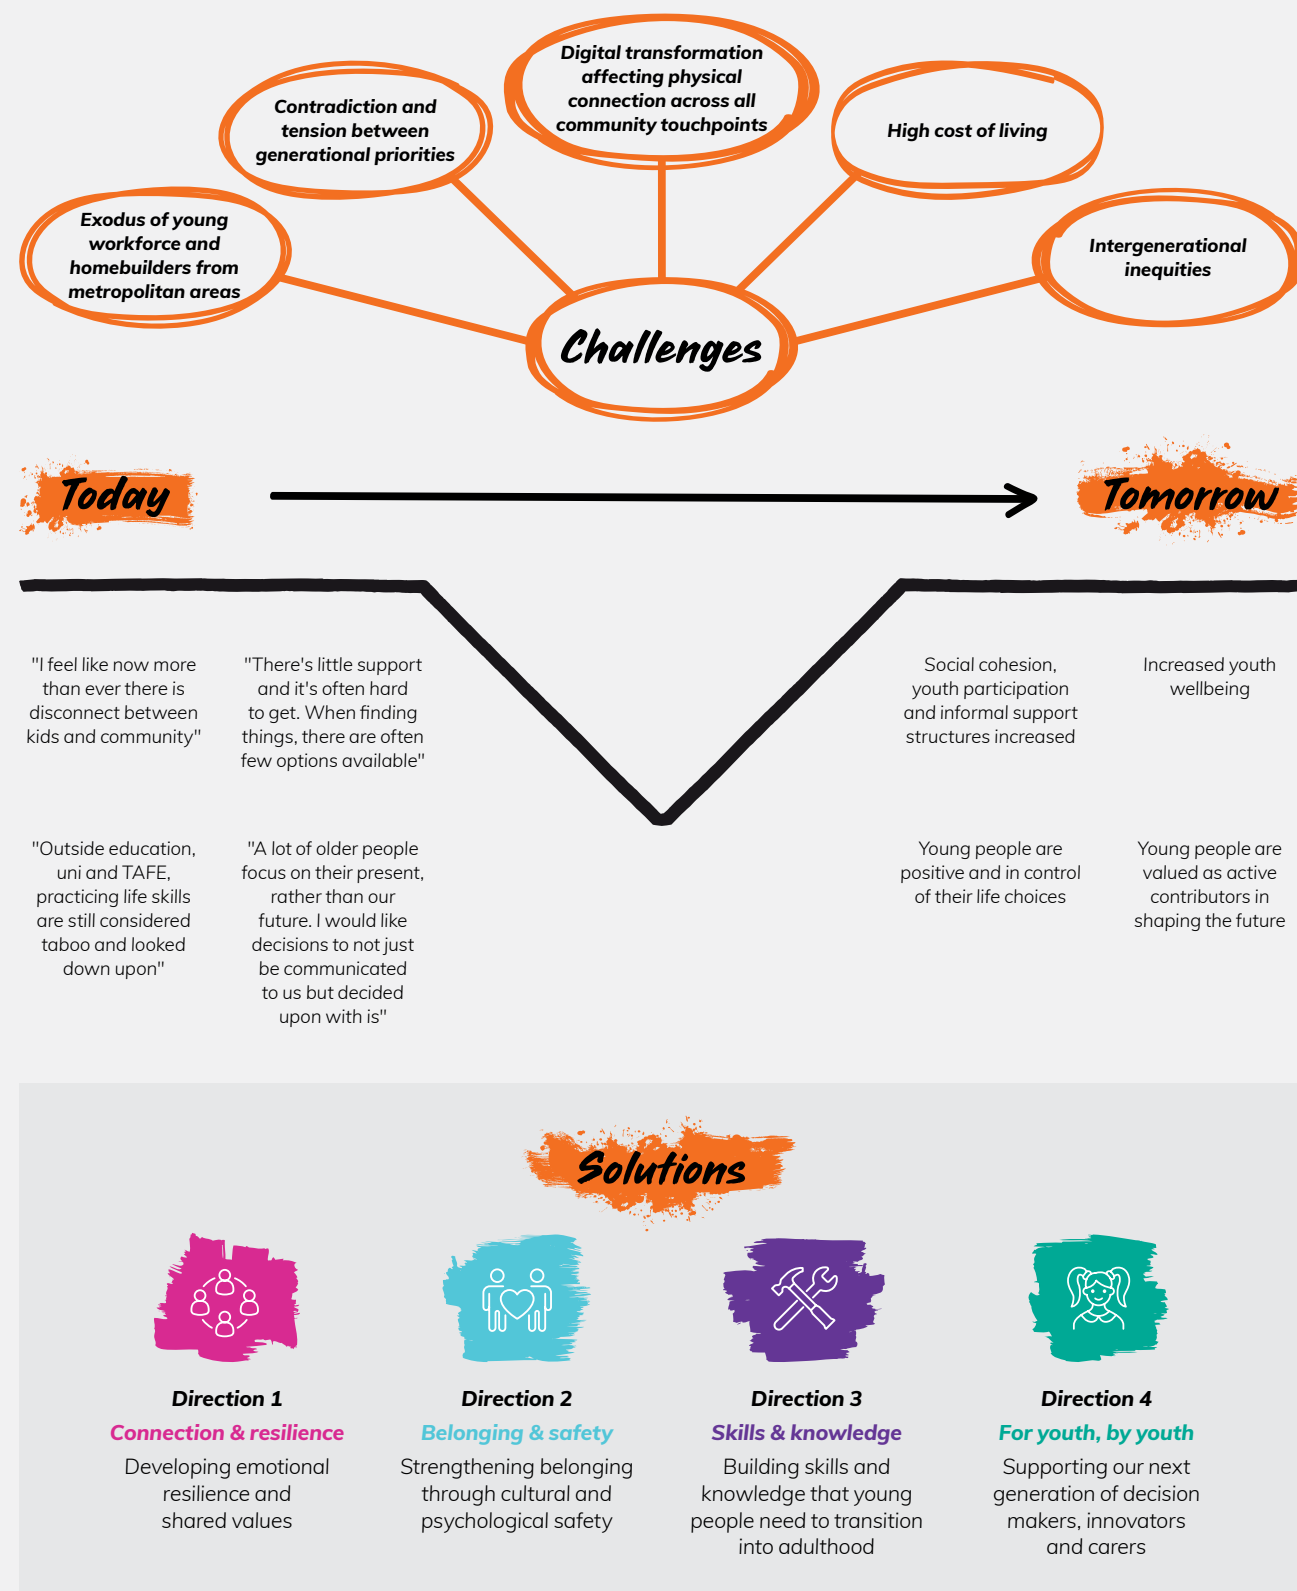 Digital transformation
affecting physical
connection across all
community touchpoints
Contradiction and
tension between
generational priorities
High cost of living
Exodus of young
workforce and
homebuilders from
metropolitan areas
Intergenerational
inequities
Challenges
Today
Tomorrow
"I feel like now more
than ever there is
disconnect between
kids and community"
"There's little support
and it's often hard
to get. When finding
things, there are often
few options available"
Social cohesion,
youth participation
and informal support
structures increased
Increased youth
wellbeing
"Outside education,
uni and TAFE,
practicing life skills
are still considered
taboo and looked
down upon"
"A lot of older people
focus on their present,
rather than our
future. I would like
decisions to not just
be communicated
to us but decided
upon with is"
Young people are
positive and in control
of their life choices
Young people are
valued as active
contributors in
shaping the future
Solutions
Direction 1
Connection & resilience
Developing emotional
resilience and
shared values
Direction 2
Belonging & safety
Strengthening belonging
through cultural and
psychological safety
Direction 3
Skills & knowledge
Building skills and
knowledge that young
people need to transition
into adulthood
Direction 4
For youth, by youth
Supporting our next
generation of decision
makers, innovators
and carers